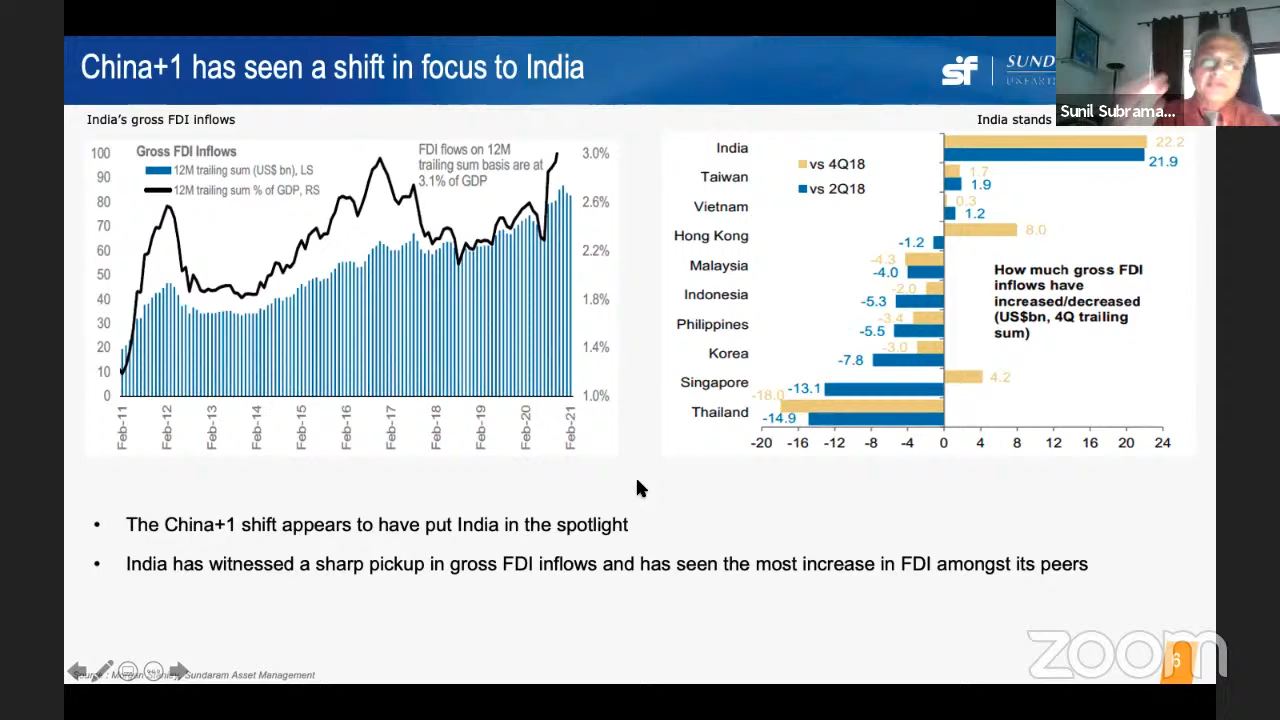 China+1 has seen a shift in focus to India
sf
SUND
Sunil Subrama...
India's gross FDI inflows
Gross FDI Inflows
12M trailing sum (US$ bn), LS
12M trailing sum % of GDP, RS
FDI flows on 12M
trailing sum basis are at
3.1% of GDP
100
90
80
70
60
50
40
30
20
10
0
3.0%
2.6%
2.2%
1.8%
1.4%
1.0%
Feb-11
Feb-12
Feb-13
Feb-14
Feb-15
Feb-16
Feb-17
Feb-18
Feb-19
Feb-20
Feb-21
India stands
vs 4Q18
vs 2Q18
India 22.2 21.9
Taiwan 1.7 1.9
Vietnam 0.3 1.2
Hong Kong -1.2 8.0
Malaysia -4.3 -4.0
Indonesia -2.0 -5.3
Philippines -3.4 -5.5
Korea -3.0 -7.8
Singapore -13.1 4.2
Thailand -18.0 -14.9
How much gross FDI
inflows have
increased/decreased
(US$bn, 4Q trailing
sum)
-20 -16 -12 -8 -4 0 4 8 12 16 20 24
• The China+1 shift appears to have put India in the spotlight
• India has witnessed a sharp pickup in gross FDI inflows and has seen the most increase in FDI amongst its peers
Sundaram Asset Management
6
zoom